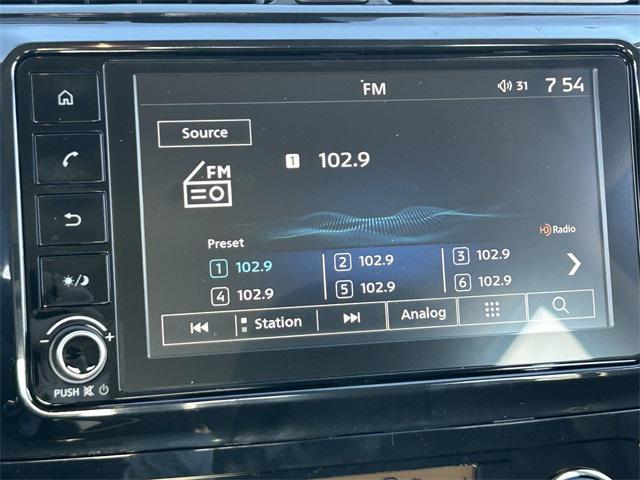 FM 31 7 54
Source
FM
1 102.9
HD Radio
Preset
1 102.9 2 102.9 3 102.9
4 102.9 5 102.9 6 102.9
Station Analog
- +
PUSH